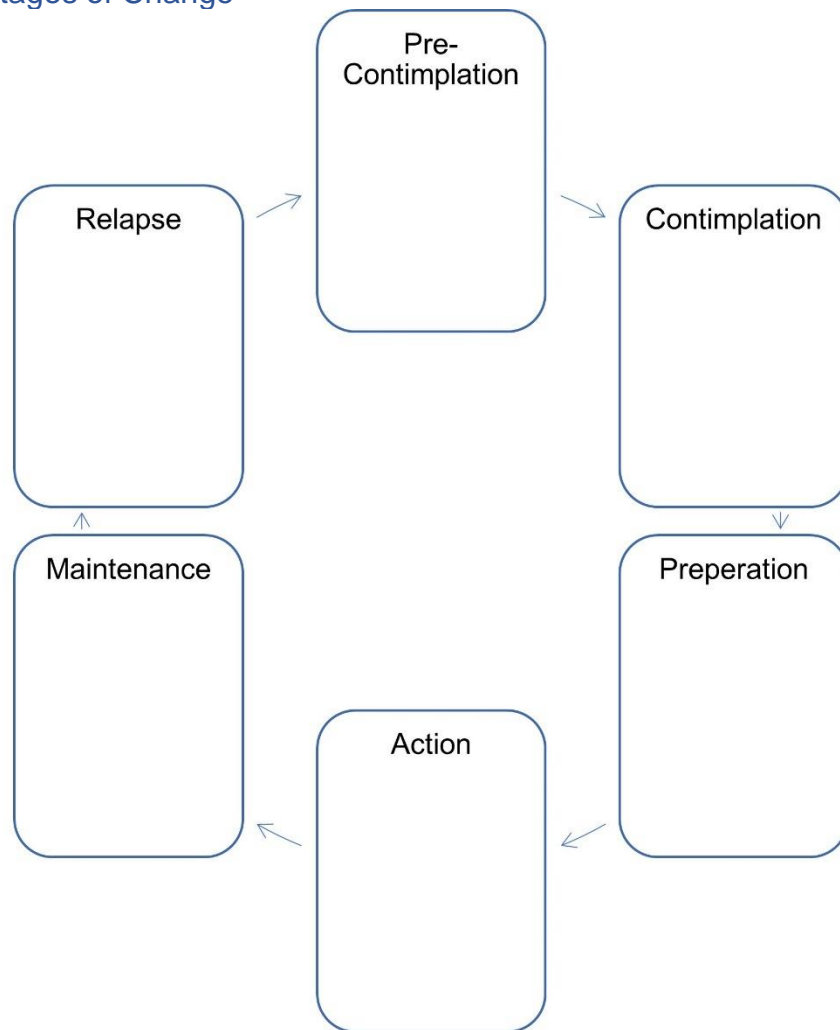 tages of Change
Pre-
Contimplation
Relapse
Contimplation
Maintenance
Preperation
Action